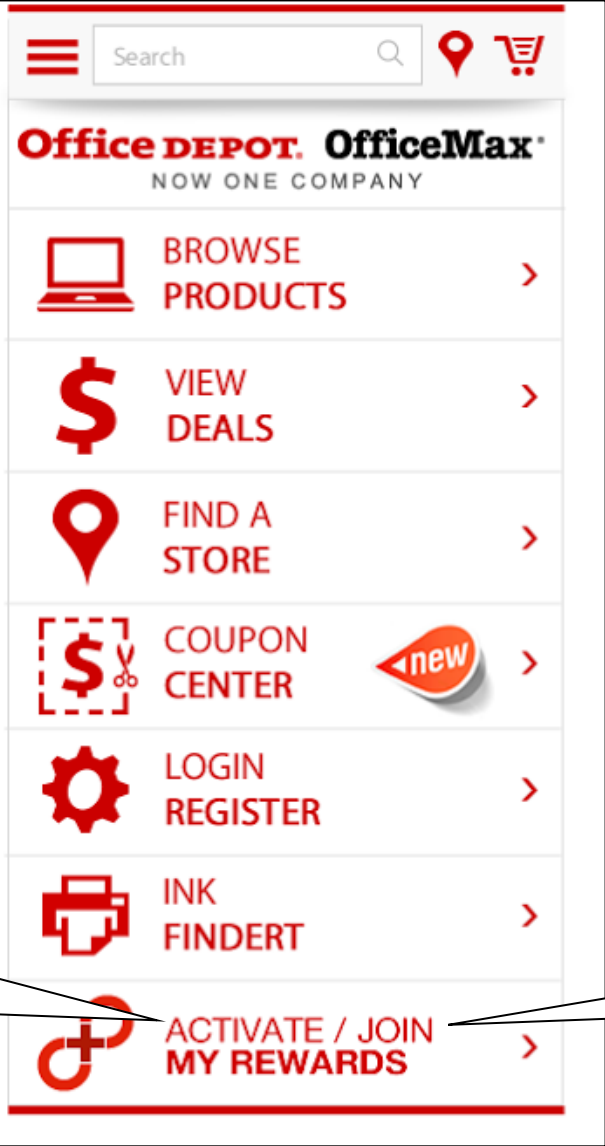 Search
Office DEPOT. OfficeMax
NOW ONE COMPANY
BROWSE
PRODUCTS
VIEW
DEALS
FIND A
STORE
COUPON
CENTER
new
LOGIN
REGISTER
INK
FINDERT
ACTIVATE / JOIN
MY REWARDS